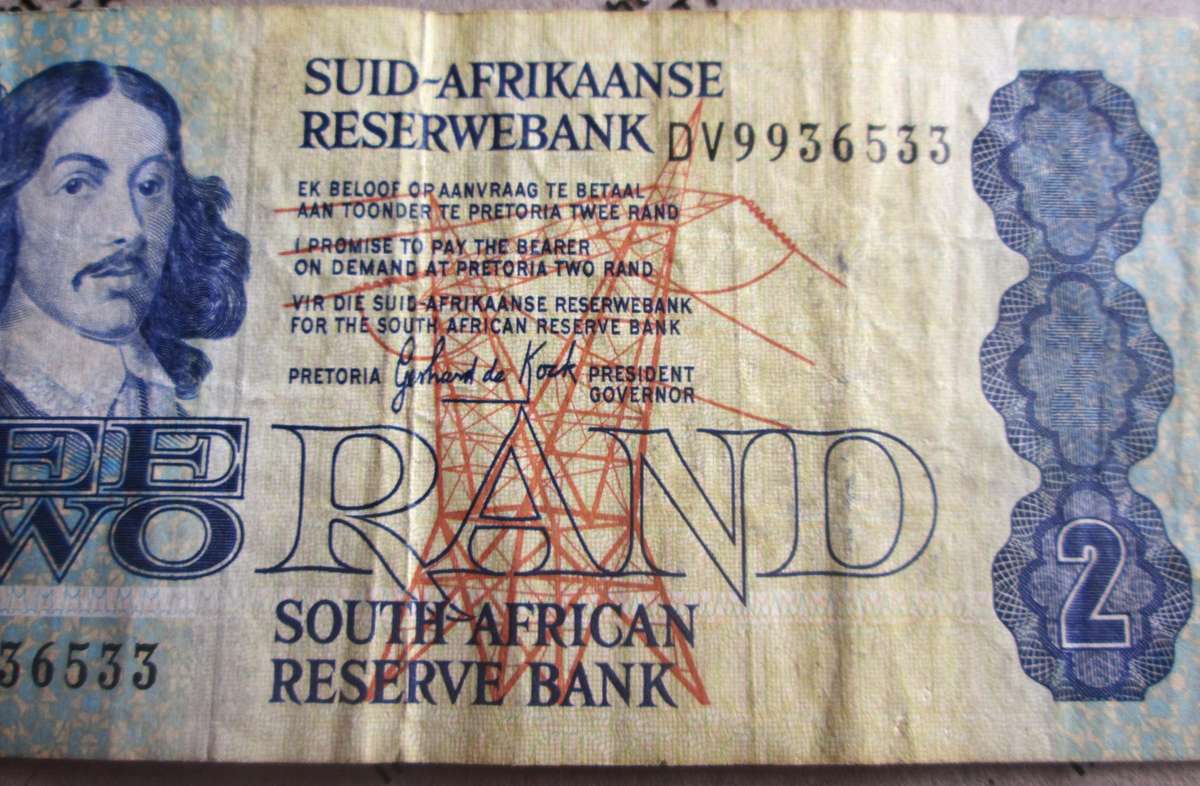 SUID-AFRIKAANSE
RESERWEBANK
DV9936533
EK BELOOF OP AANVRAAG TE BETAAL
AAN TOONDER TE PRETORIA TWEE RAND
I PROMISE TO PAY THE BEARER
ON DEMAND AT PRETORIA TWO RAND
VIR DIE SUID-AFRIKAANSE RESERWEBANK
FOR THE SOUTH AFRICAN RESERVE BANK
PRETORIA Gerhard de Kock PRESIDENT
GOVERNOR
EE
WO
RAND
SOUTH AFRICAN
RESERVE BANK
36533
2